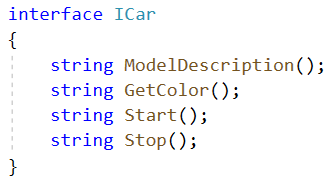 interface ICar
{
    string ModelDescription();
    string GetColor();
    string Start();
    string Stop();
}